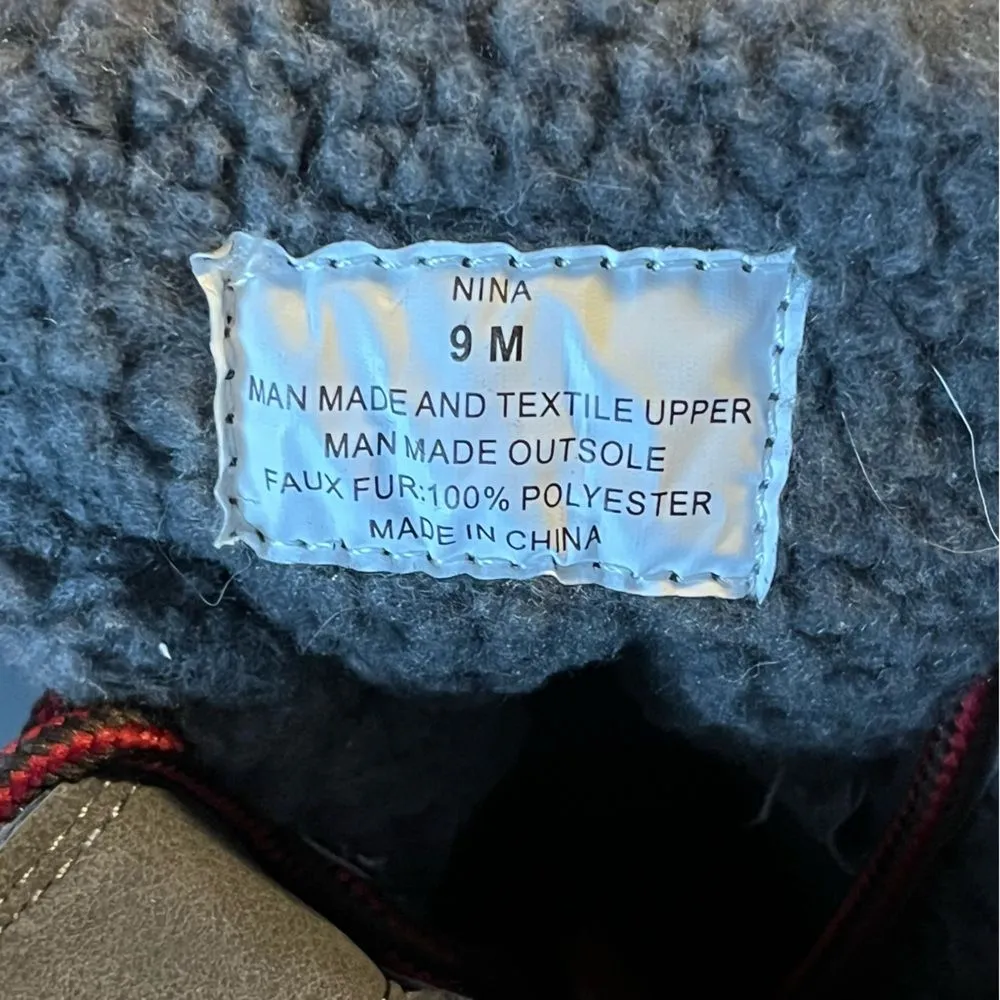 NINA
9 M
MAN MADE AND TEXTILE UPPER
MAN MADE OUTSOLE
FAUX FUR:100% POLYESTER
MADE IN CHINA